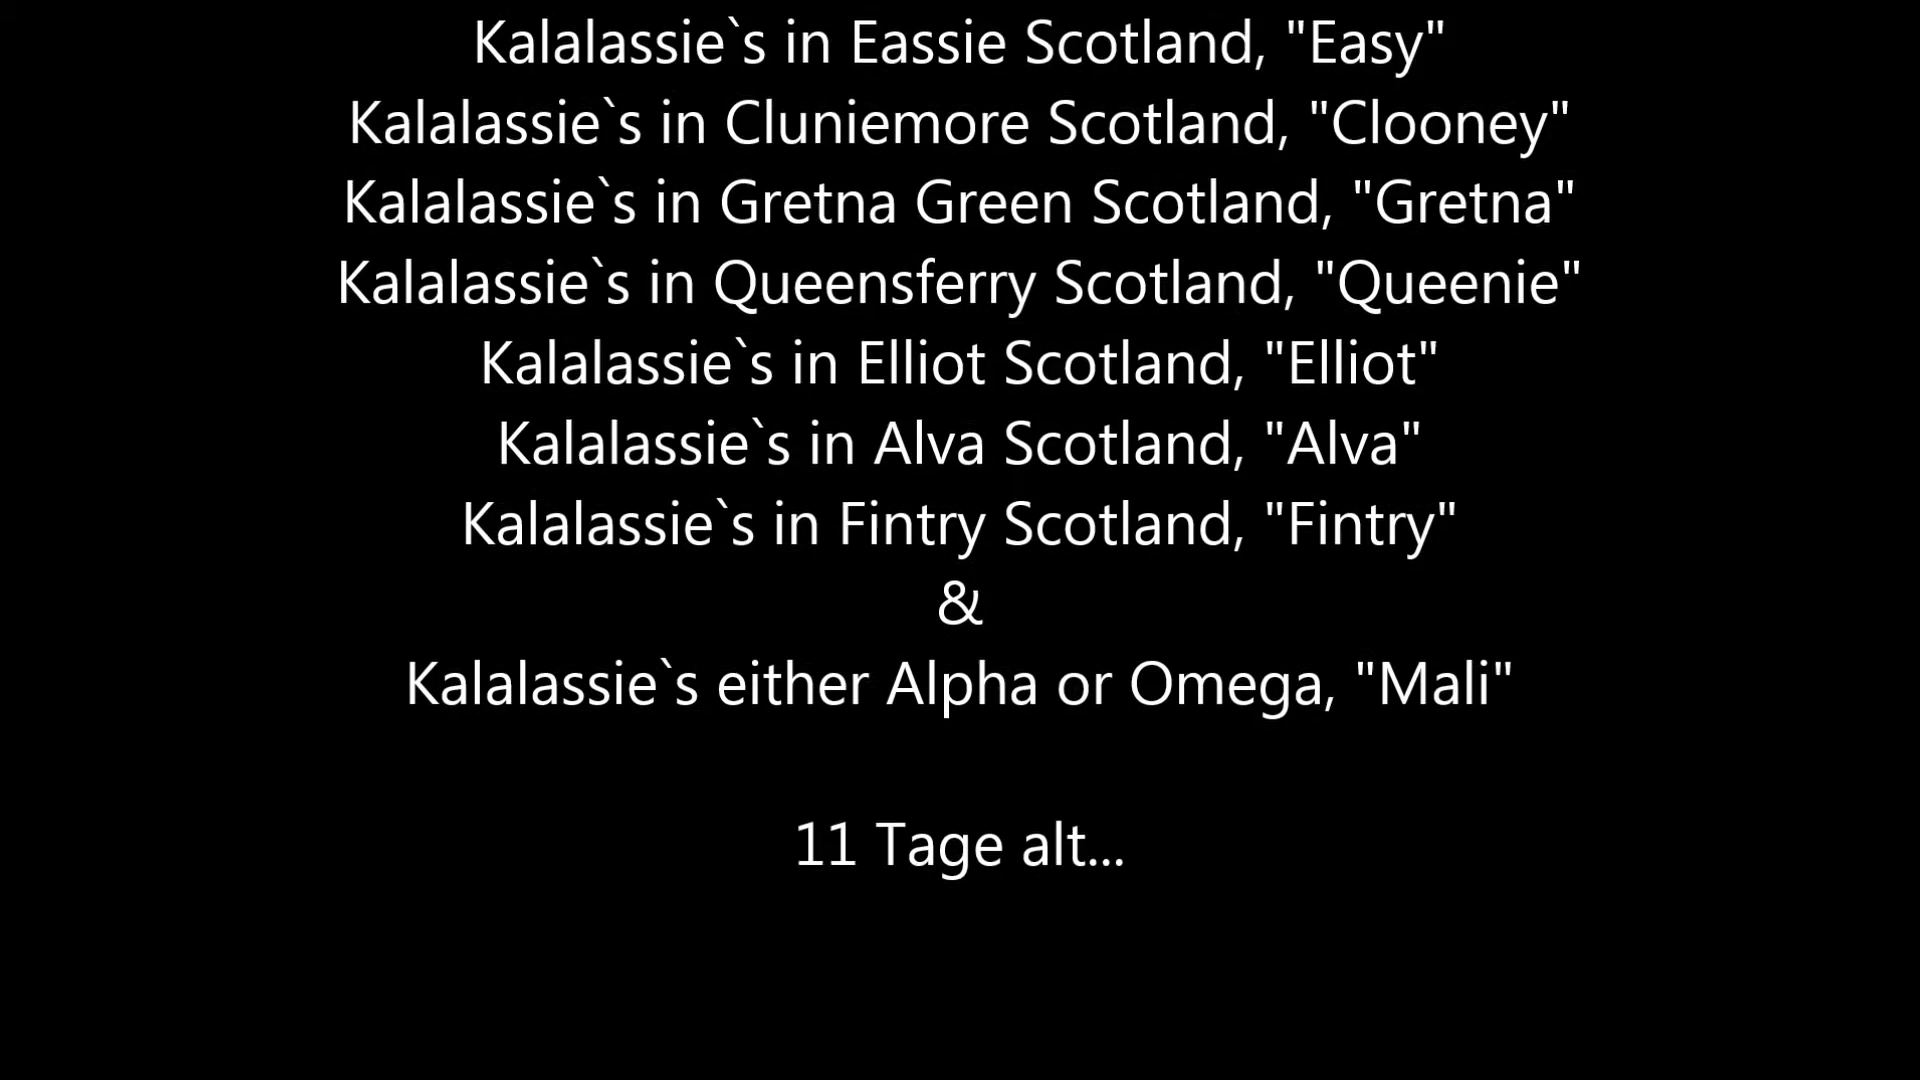 Kalalassie`s in Eassie Scotland, "Easy"
Kalalassie`s in Cluniemore Scotland, "Clooney"
Kalalassie`s in Gretna Green Scotland, "Gretna"
Kalalassie`s in Queensferry Scotland, "Queenie"
Kalalassie`s in Elliot Scotland, "Elliot"
Kalalassie`s in Alva Scotland, "Alva"
Kalalassie`s in Fintry Scotland, "Fintry"
&
Kalalassie`s either Alpha or Omega, "Mali"
11 Tage alt...